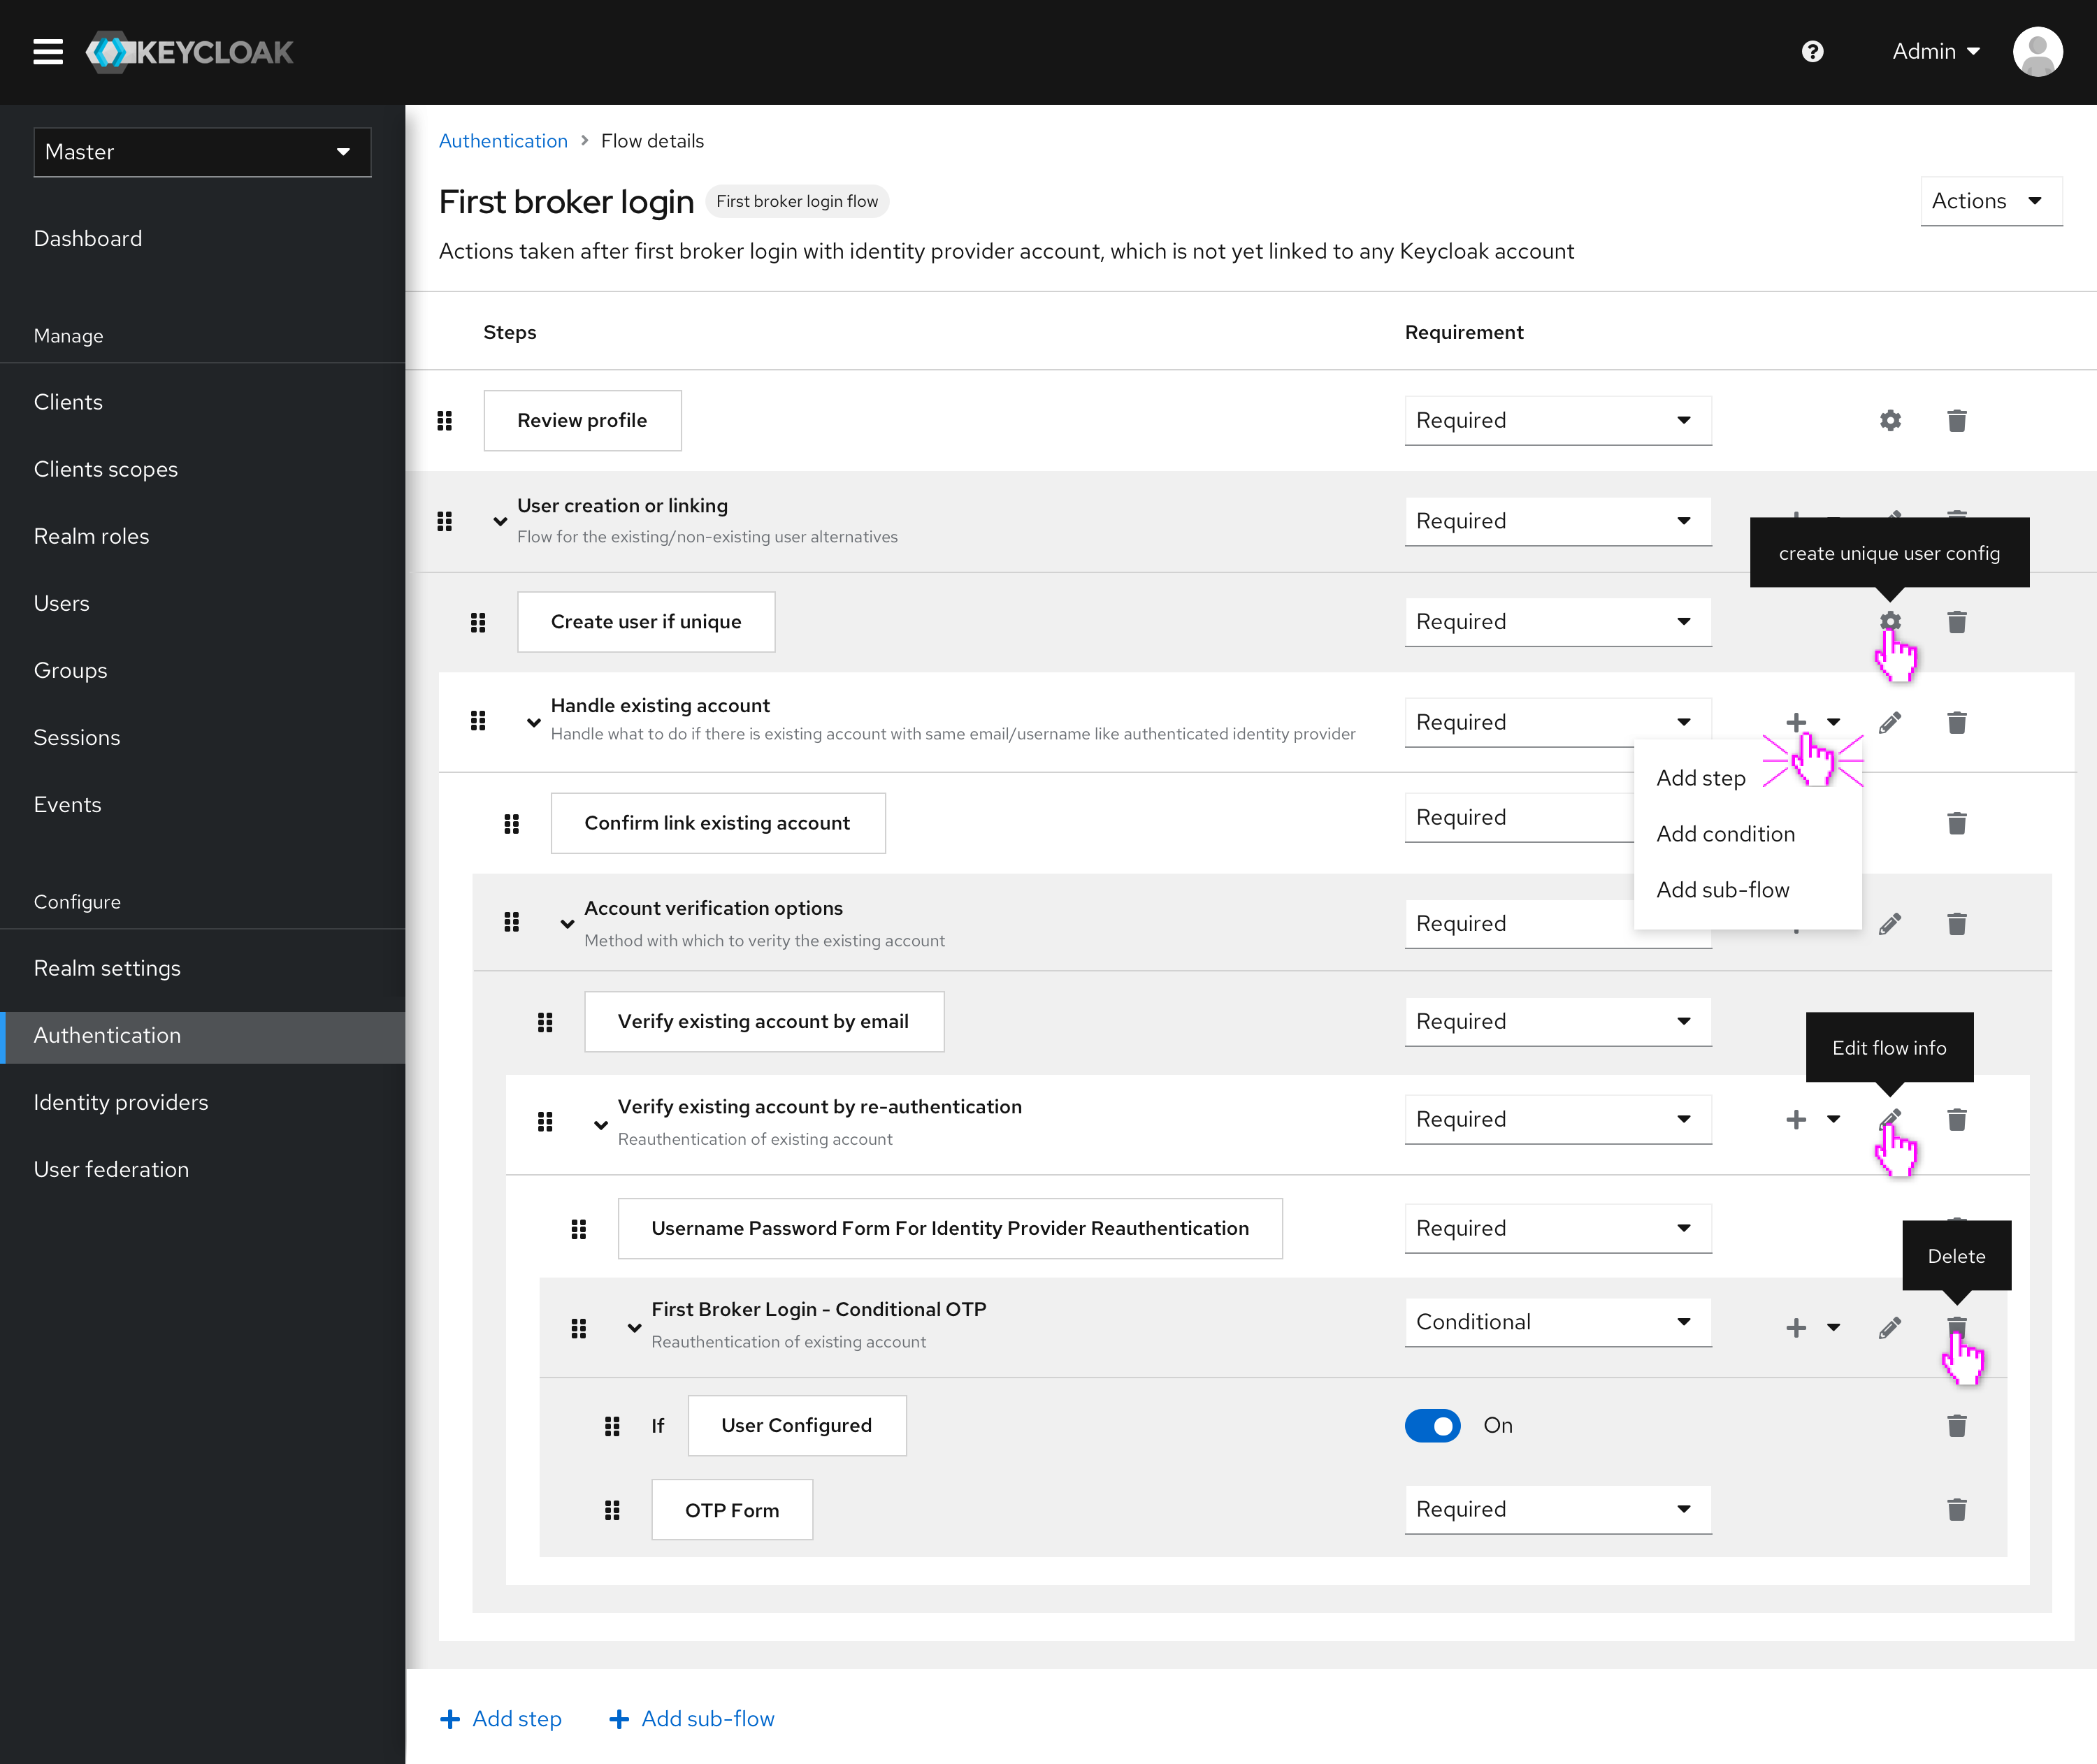 KEYCLOAK
Admin
Master
Dashboard
Manage
Clients
Clients scopes
Realm roles
Users
Groups
Sessions
Events
Configure
Realm settings
Authentication
Identity providers
User federation
Authentication > Flow details
First broker login First broker login flow
Actions
Actions taken after first broker login with identity provider account, which is not yet linked to any Keycloak account
Steps Requirement
Review profile Required
User creation or linking
Flow for the existing/non-existing user alternatives
Required
create unique user config
Create user if unique Required
Handle existing account
Handle what to do if there is existing account with same email/username like authenticated identity provider
Required
Add step
Add condition
Add sub-flow
Confirm link existing account Required
Account verification options
Method with which to verity the existing account
Required
Verify existing account by email Required
Edit flow info
Verify existing account by re-authentication
Reauthentication of existing account
Required
Username Password Form For Identity Provider Reauthentication Required
Delete
First Broker Login - Conditional OTP
Reauthentication of existing account
Conditional
If User Configured On
OTP Form Required
Add step Add sub-flow